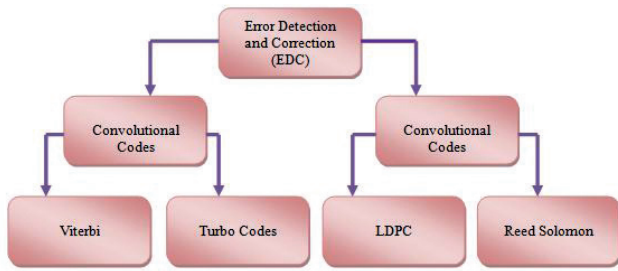 Error Detection
and Correction
(EDC)
Convolutional
Codes
Convolutional
Codes
Viterbi
Turbo Codes
LDPC
Reed Solomon